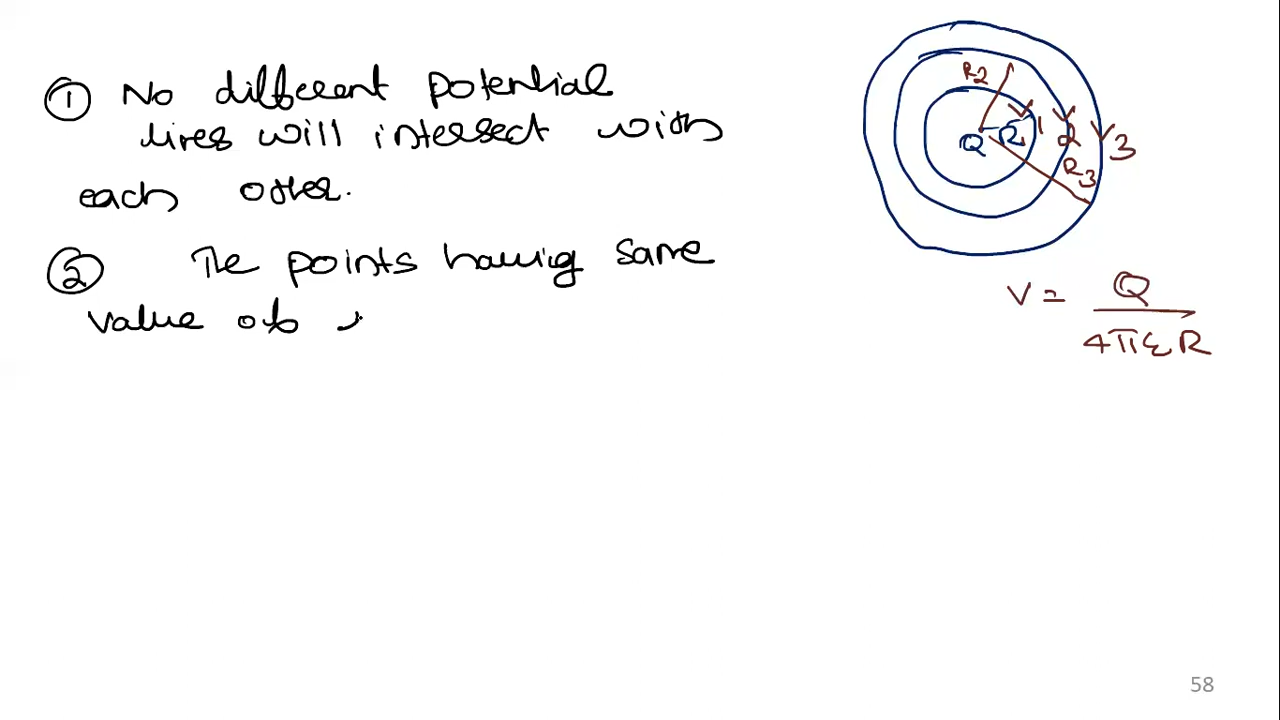 ① No different potential
lines will intersect with
each other.
② The points having same
value of
R2
V1
V2
V3
Q
R1
R3
V = Q / 4πεR
58